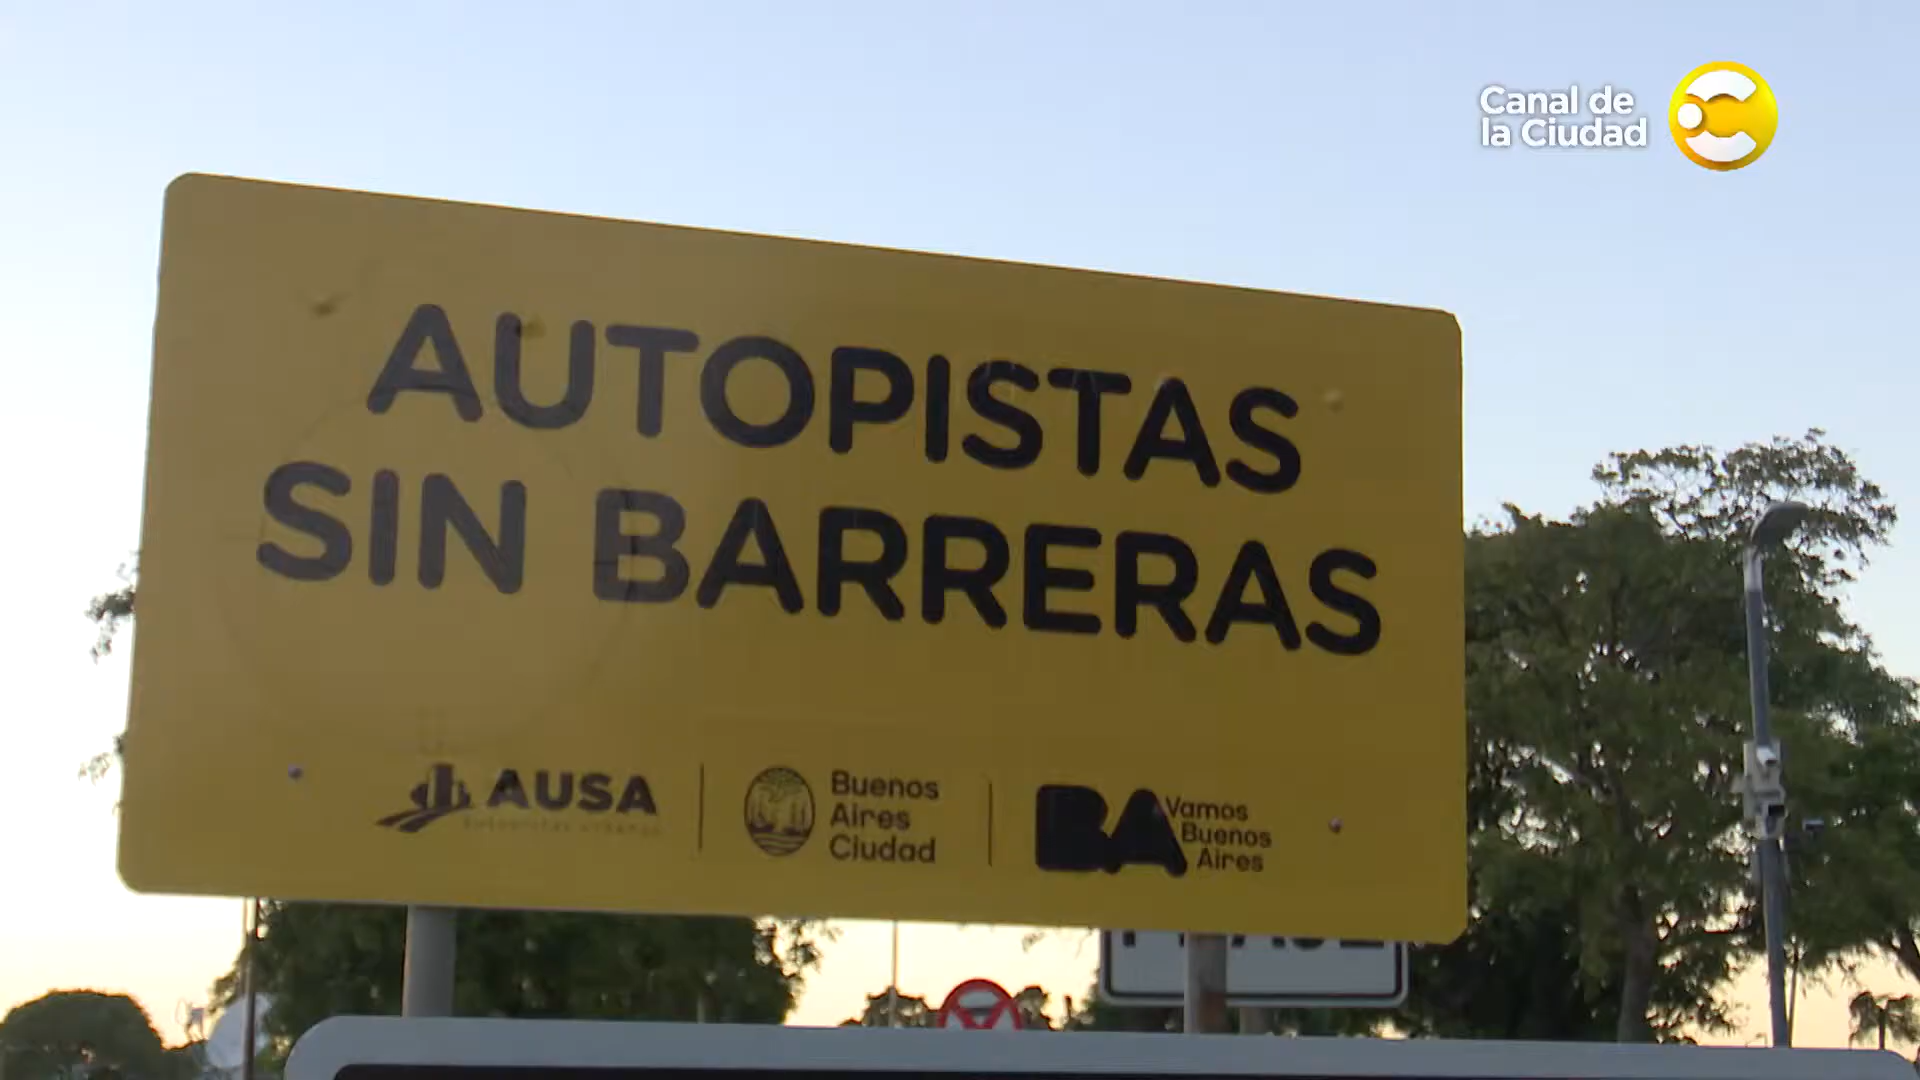 Canal de
la Ciudad
AUTOPISTAS
SIN BARRERAS
AUSA
Buenos
Aires
Ciudad
BA
Vamos
Buenos
Aires